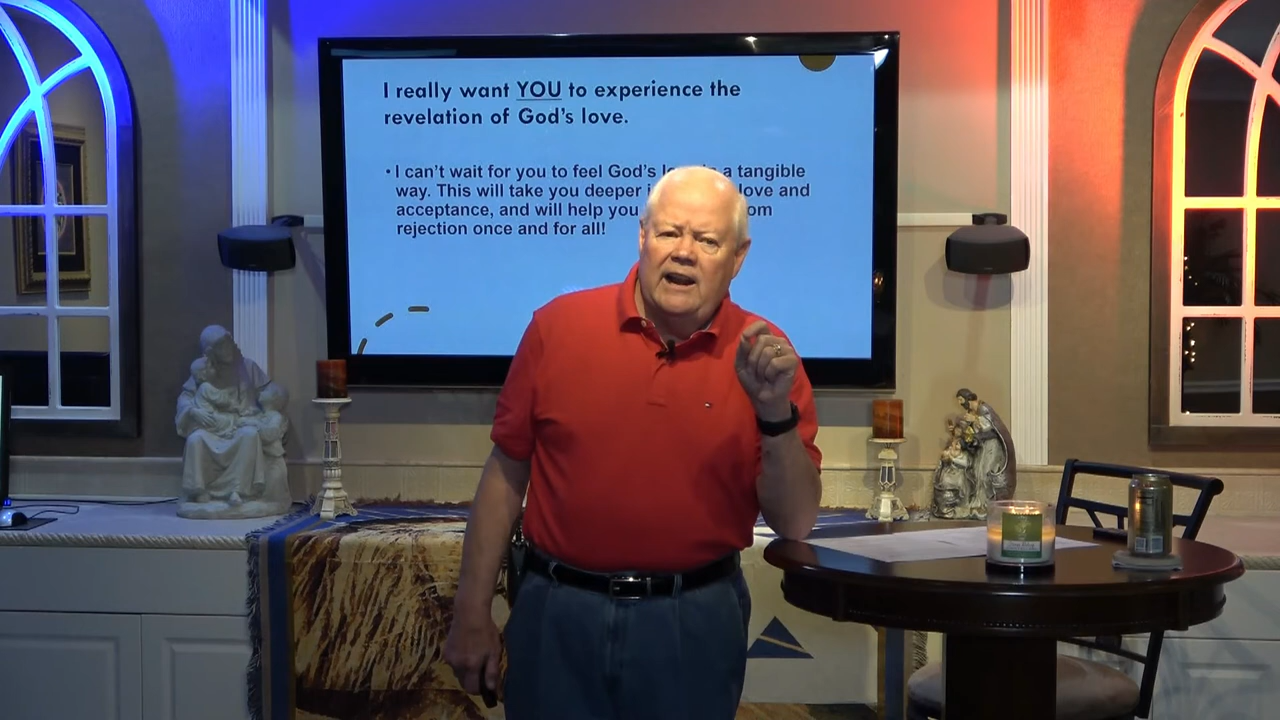 I really want YOU to experience the
revelation of God's love.
• I can't wait for you to feel God's a tangible
way. This will take you deeper love and
acceptance, and will help you
rejection once and for all!